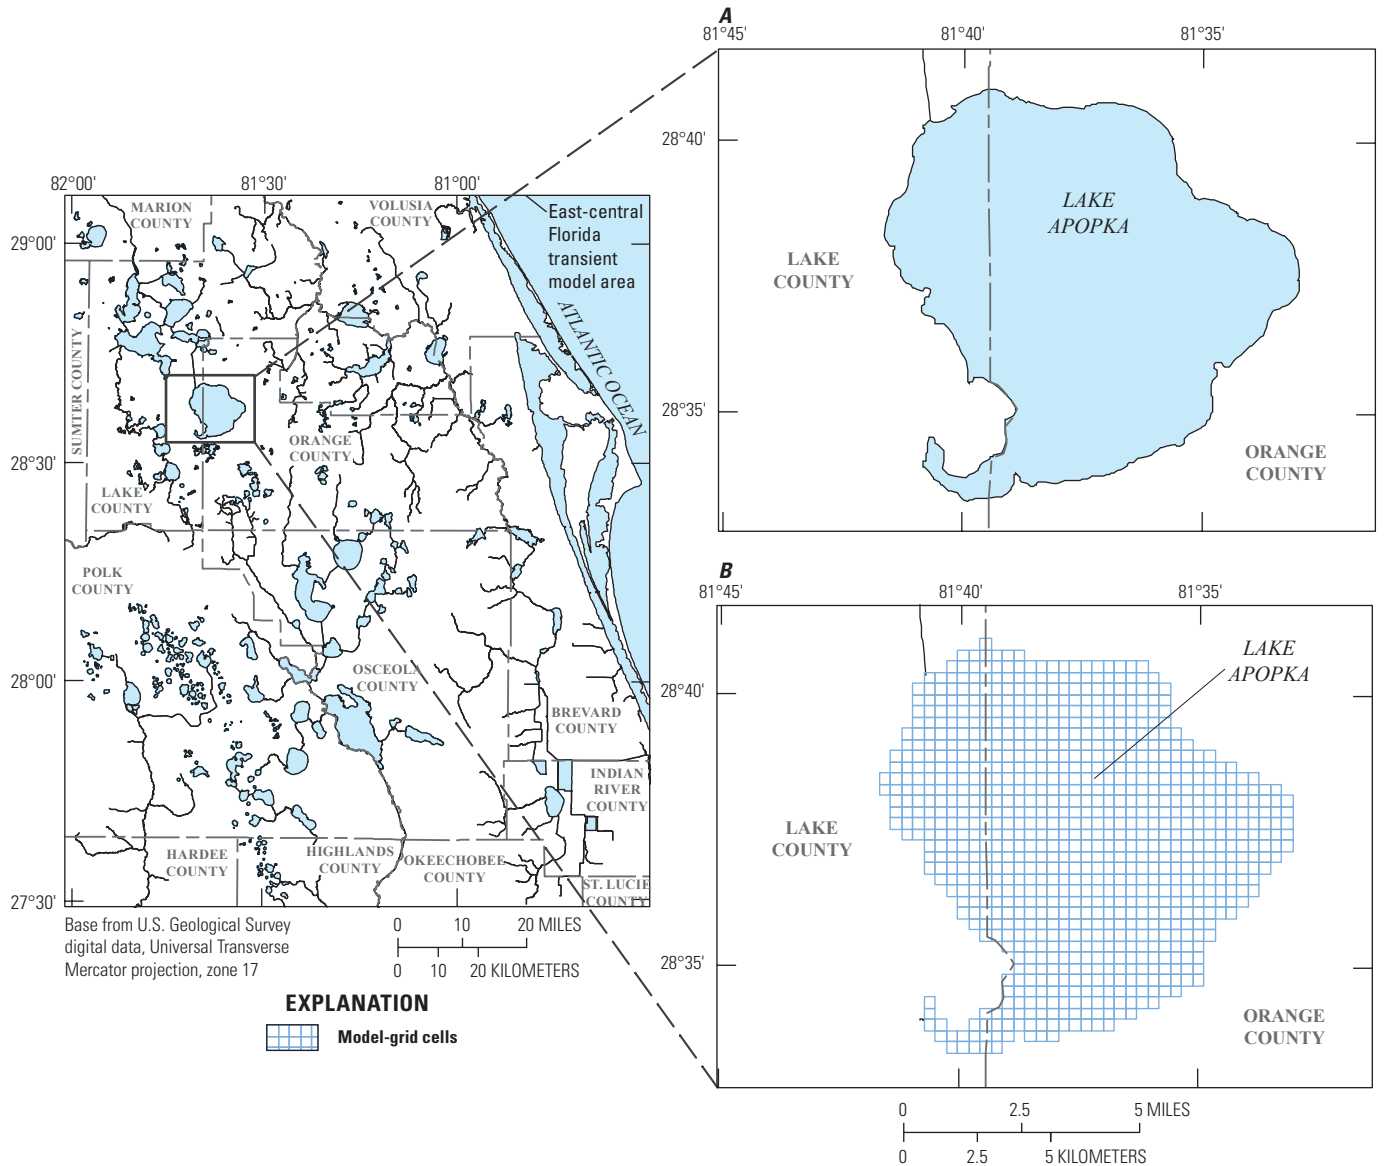 82°00'
81°30'
81°00'
29°00'
28°30'
28°00'
27°30'
MARION
COUNTY
VOLUSIA
COUNTY
East-central
Florida
transient
model area
ATLANTIC OCEAN
SUMTER COUNTY
ORANGE
COUNTY
LAKE
COUNTY
POLK
COUNTY
OSCEOLA
COUNTY
BREVARD
COUNTY
INDIAN
RIVER
COUNTY
HARDEE
COUNTY
HIGHLANDS
COUNTY
OKEECHOBEE
COUNTY
ST. LUCIE
COUNTY
Base from U.S. Geological Survey
digital data, Universal Transverse
Mercator projection, zone 17
0 10 20 MILES
0 10 20 KILOMETERS
EXPLANATION
Model-grid cells
A
81°45' 81°40' 81°35'
28°40'
28°35'
LAKE
APOPKA
LAKE
COUNTY
ORANGE
COUNTY
B
81°45' 81°40' 81°35'
28°40'
28°35'
LAKE
APOPKA
LAKE
COUNTY
ORANGE
COUNTY
0 2.5 5 MILES
0 2.5 5 KILOMETERS